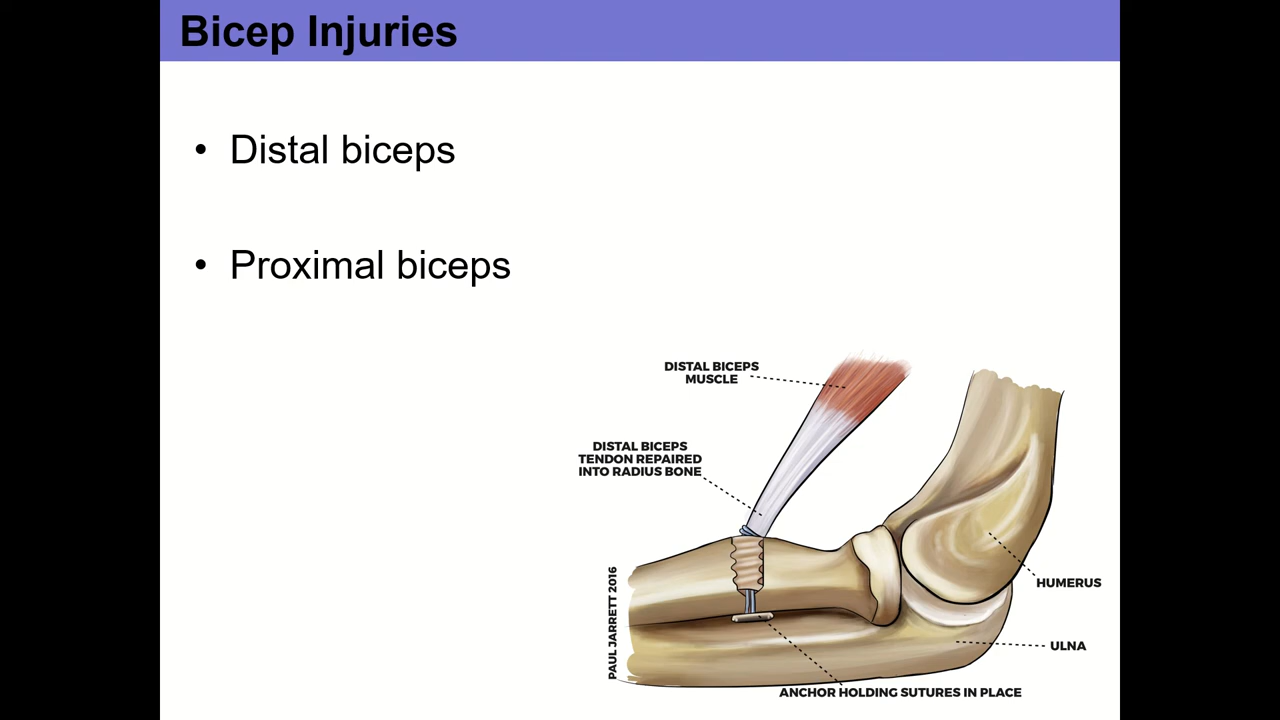 Bicep Injuries
• Distal biceps
• Proximal biceps
DISTAL BICEPS
MUSCLE
DISTAL BICEPS
TENDON REPAIRED
INTO RADIUS BONE
PAUL JARRETT 2016
HUMERUS
ULNA
ANCHOR HOLDING SUTURES IN PLACE